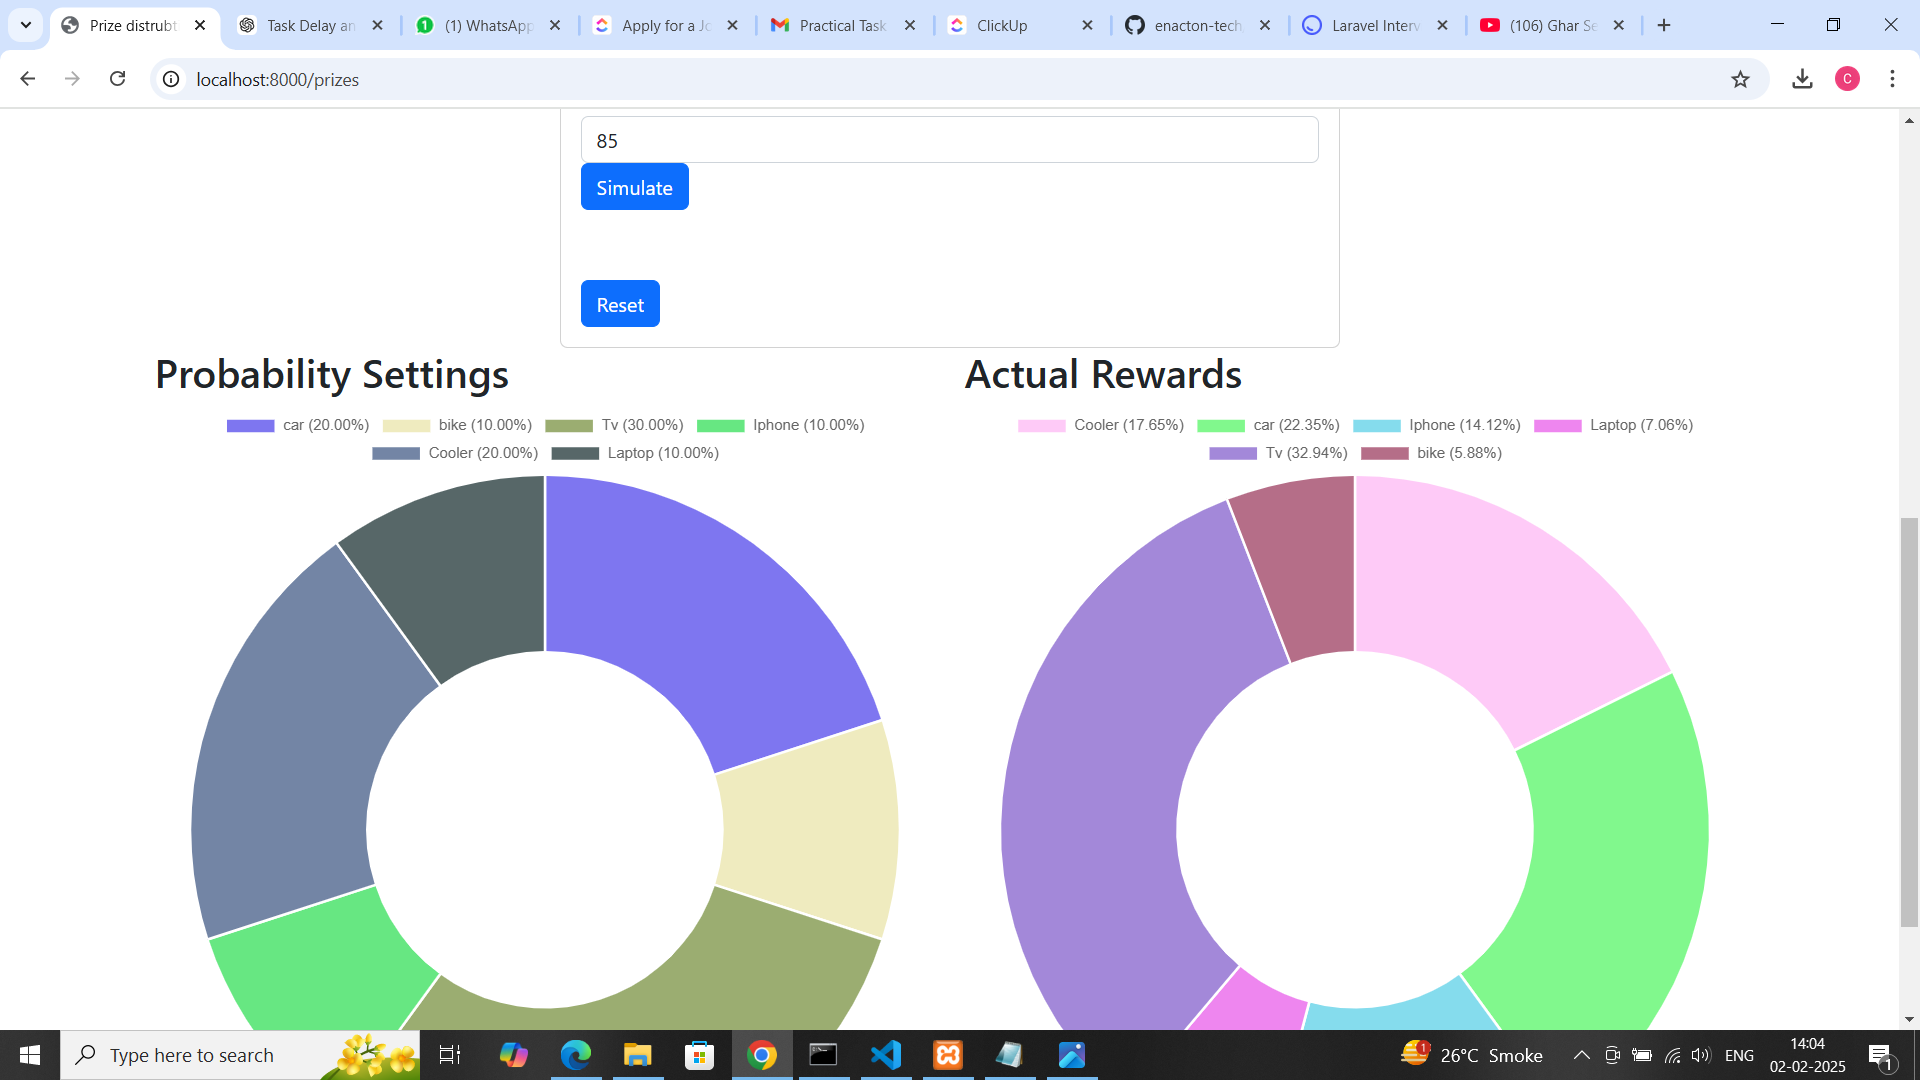 Prize distrubt
Task Delay an
(1) WhatsApp
Apply for a Jo
Practical Task
ClickUp
enacton-tech
Laravel Interv
(106) Ghar Se
localhost:8000/prizes
C
85
Simulate
Reset
Probability Settings
car (20.00%) bike (10.00%) Tv (30.00%) Iphone (10.00%)
Cooler (20.00%) Laptop (10.00%)
Actual Rewards
Cooler (17.65%) car (22.35%) Iphone (14.12%) Laptop (7.06%)
Tv (32.94%) bike (5.88%)
Type here to search
1
26°C Smoke
ENG
14:04
02-02-2025
1